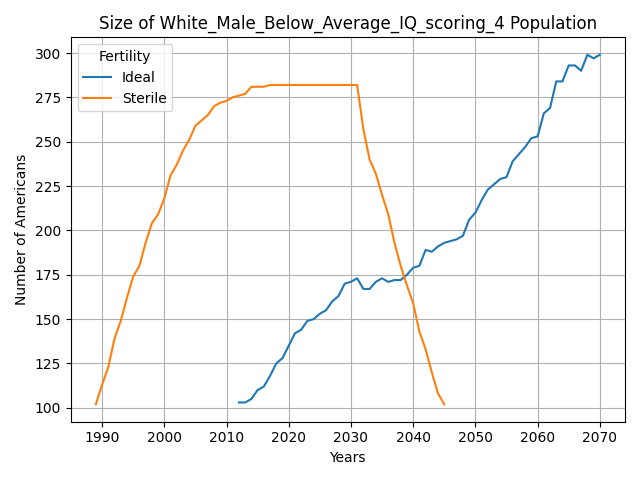 Size of White_Male_Below_Average_IQ_scoring_4 Population
Fertility
Ideal
Sterile
Number of Americans
300
275
250
225
200
175
150
125
100
1990 2000 2010 2020 2030 2040 2050 2060 2070
Years